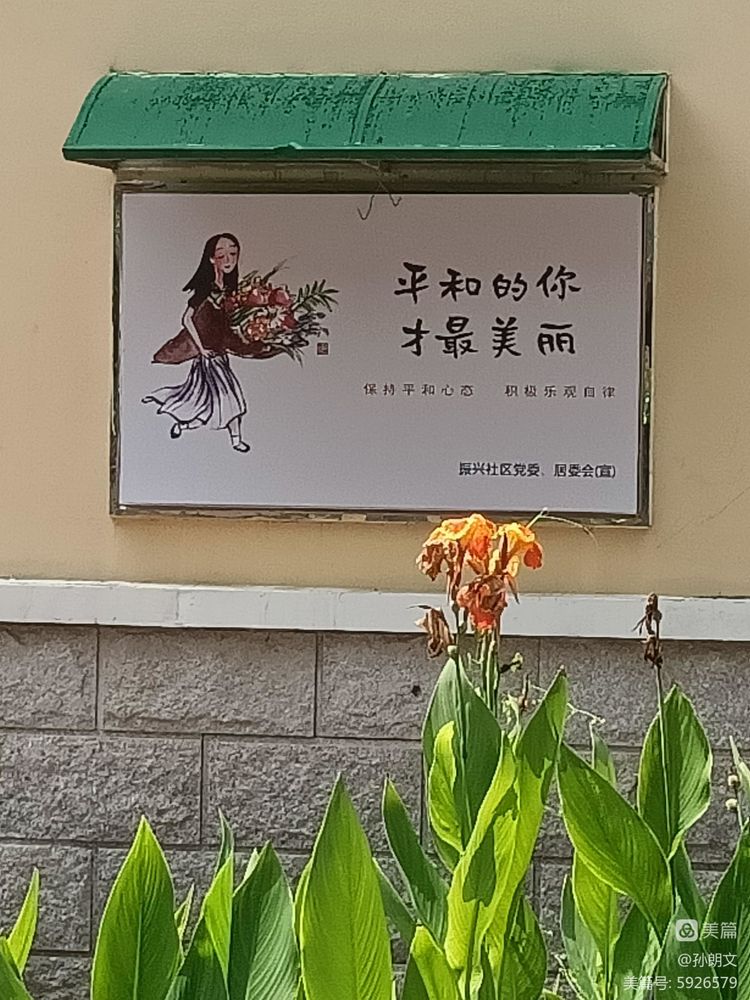 平和的你
才最美丽
保持平和心态 积极乐观自律
振兴社区党委、居委会(宣)
美篇
@孙朗文
美篇号: 5926579